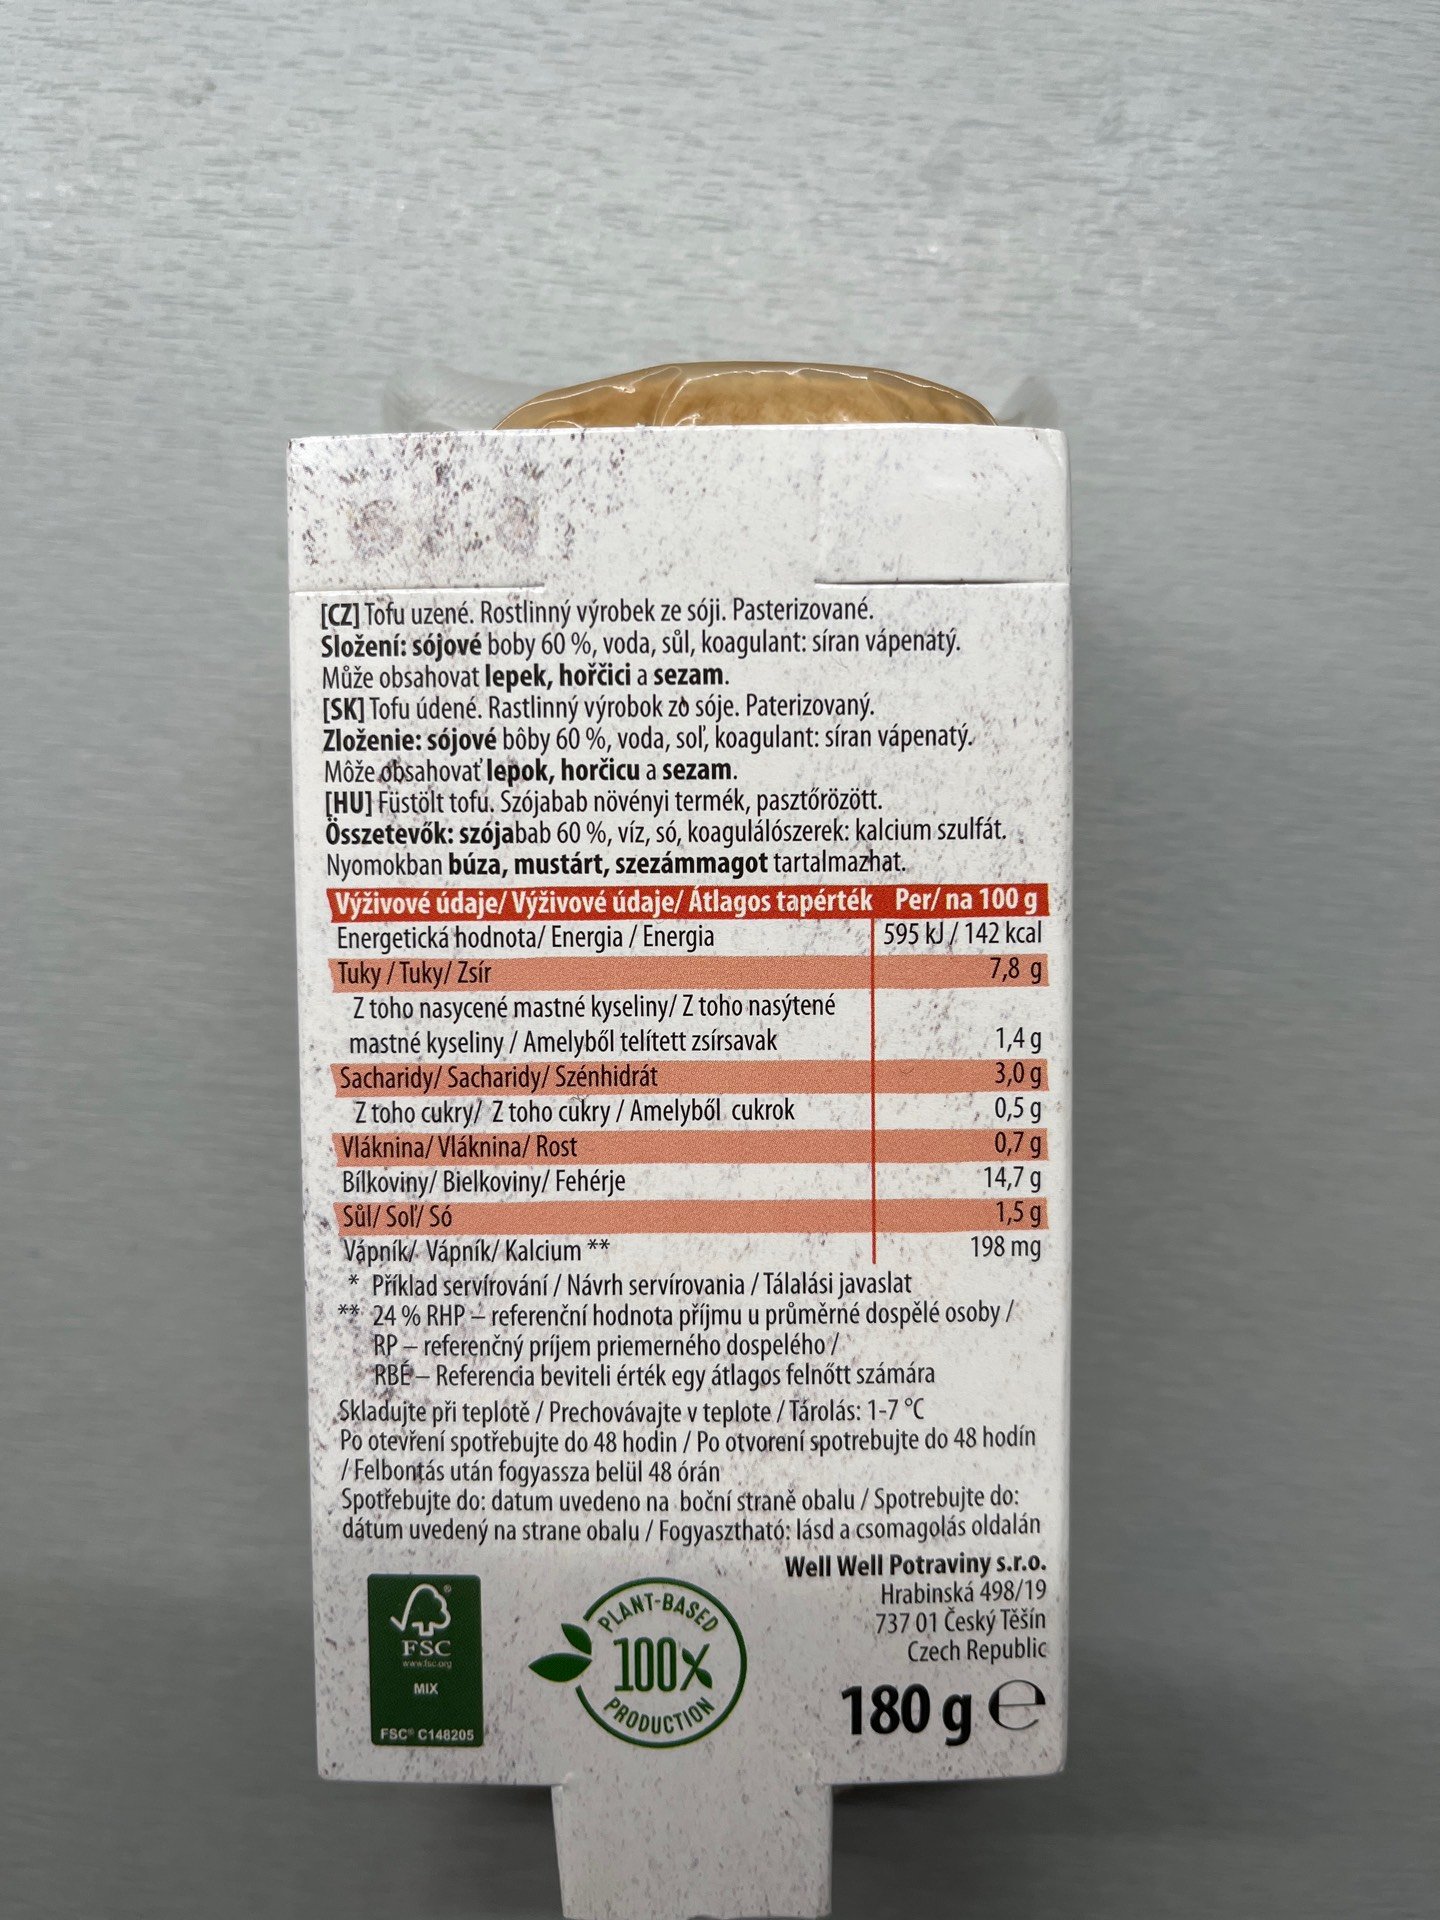 [CZ] Tofu uzené. Rostlinný výrobek ze sóji. Pasterizované.
Složení: sójové boby 60 %, voda, sůl, koagulant: síran vápenatý.
Může obsahovat lepek, hořčici a sezam.
[SK] Tofu údené. Rastlinný výrobok zo sóje. Paterizovaný.
Zloženie: sójové bôby 60 %, voda, soľ, koagulant: síran vápenatý.
Môže obsahovať lepok, horčicu a sezam.
[HU] Füstölt tofu. Szójabab növényi termék, pasztőrözött.
Összetevők: szójabab 60 %, víz, só, koagulálószerek: kalcium szulfát.
Nyomokban búza, mustárt, szezámmagot tartalmazhat.
Výživové údaje/ Výživové údaje/ Átlagos tapérték Per/ na 100 g
Energetická hodnota/ Energia / Energia 595 kJ / 142 kcal
Tuky / Tuky/ Zsír 7,8 g
Z toho nasycené mastné kyseliny/ Z toho nasýtené
mastné kyseliny / Amelyből telített zsírsavak 1,4 g
Sacharidy/ Sacharidy/ Szénhidrát 3,0 g
Z toho cukry/ Z toho cukry / Amelyből cukrok 0,5 g
Vláknina/ Vláknina/ Rost 0,7 g
Bílkoviny/ Bielkoviny/ Fehérje 14,7 g
Sůl/ Soľ/ Só 1,5 g
Vápník/ Vápník/ Kalcium ** 198 mg
* Příklad servírování / Návrh servírovania / Tálalási javaslat
** 24 % RHP – referenční hodnota příjmu u průměrné dospělé osoby /
RP – referenčný príjem priemerného dospelého /
RBÉ – Referencia beviteli érték egy átlagos felnőtt számára
Skladujte při teplotě / Prechovávajte v teplote / Tárolás: 1-7 °C
Po otevření spotřebujte do 48 hodin / Po otvorení spotrebujte do 48 hodín
/ Felbontás után fogyassza belül 48 órán
Spotřebujte do: datum uvedeno na boční straně obalu / Spotrebujte do:
dátum uvedený na strane obalu / Fogyasztható: lásd a csomagolás oldalán
Well Well Potraviny s.r.o.
Hrabinská 498/19
737 01 Český Těšín
Czech Republic
180 g ℮
FSC
www.fsc.org
MIX
FSC® C148205
PLANT-BASED
100%
PRODUCTION